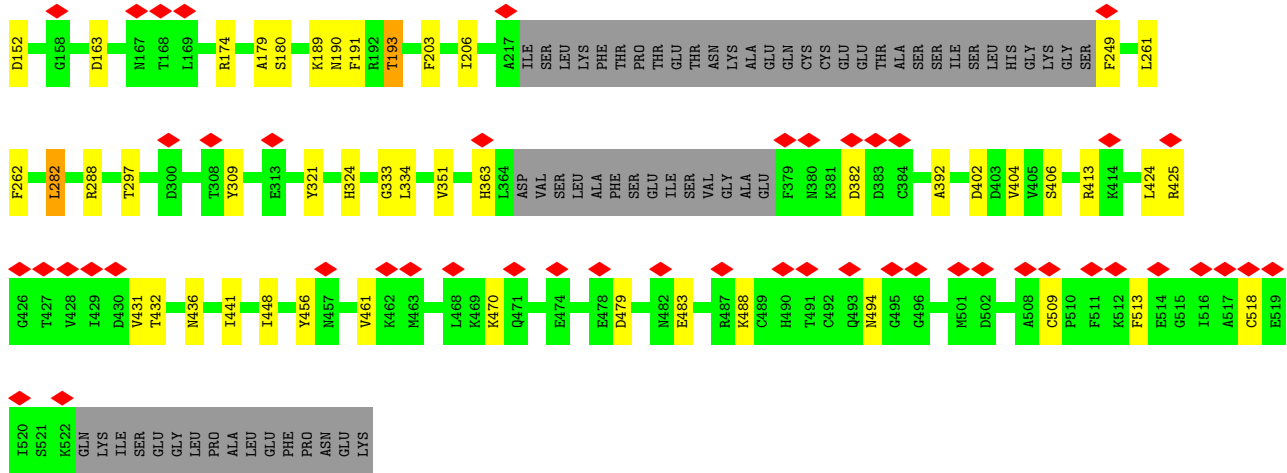 D152 G158 D163 N167 T168 L169 R174 A179 S180 K189 N190 F191 R192 T193 F203 I206 A217 ILE SER LEU LYS PHE THR PRO THR GLU THR ASN LYS ALA GLU GLN CYS CYS GLU GLU THR ALA SER SER ILE SER LEU HIS GLY LYS GLY SER F249 L261
F262 L282 R288 T297 D300 T308 Y309 E313 Y321 H324 G333 L334 V351 H363 L364 ASP VAL SER LEU ALA PHE SER GLU ILE SER VAL GLY ALA GLU F379 N380 K381 D382 D383 C384 A392 D402 D403 V404 V405 S406 R413 K414 L424 R425
G426 T427 V428 I429 D430 V431 T432 N436 I441 I448 Y456 N457 V461 K462 M463 L468 K469 K470 Q471 E474 E478 D479 N482 E483 R487 K488 C489 H490 T491 C492 Q493 N494 G495 G496 M501 D502 A508 C509 P510 F511 K512 F513 E514 G515 I516 A517 C518 E519
I520 S521 K522 GLN LYS ILE SER GLU GLY LEU PRO ALA LEU GLU PHE PRO ASN GLU LYS